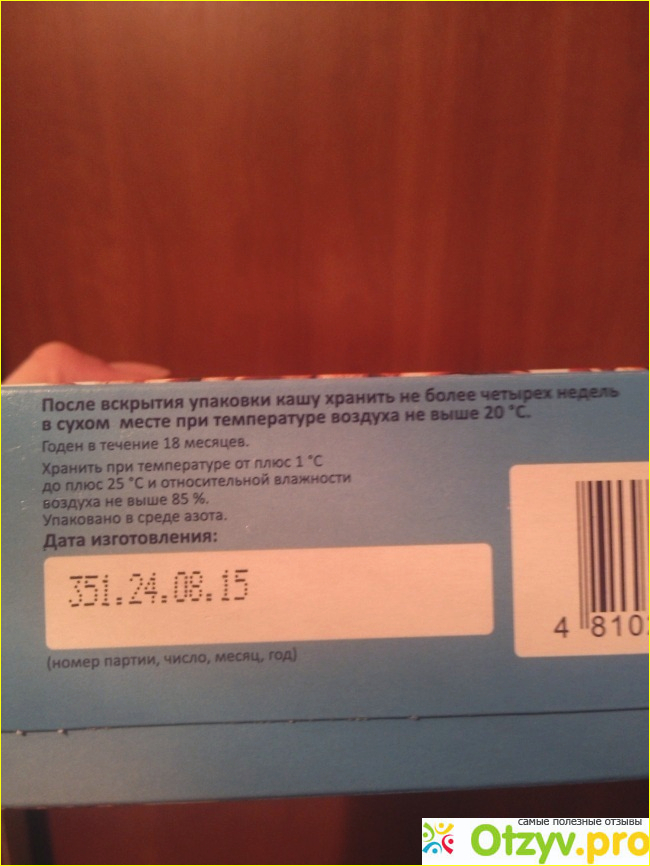 После вскрытия упаковки кашу хранить не более четырех недель
в сухом месте при температуре воздуха не выше 20 °С.
Годен в течение 18 месяцев.
Хранить при температуре от плюс 1 °С
до плюс 25 °С и относительной влажности
воздуха не выше 85 %.
Упаковано в среде азота.
Дата изготовления:
351.24.08.15
(номер партии, число, месяц, год)
4 810
самые полезные отзывы
Otzyv.pro